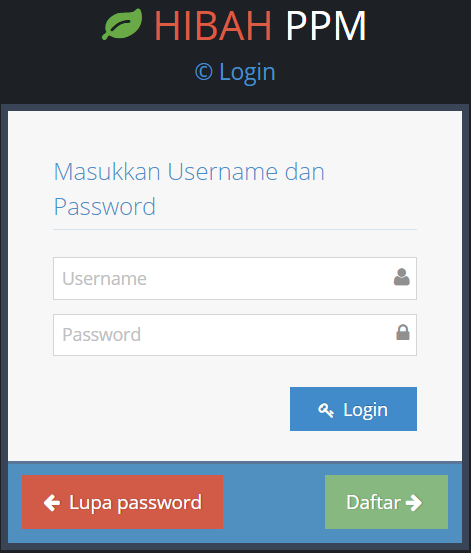 HIBAH PPM
© Login
Masukkan Username dan
Password
Username
Password
Login
Lupa password
Daftar